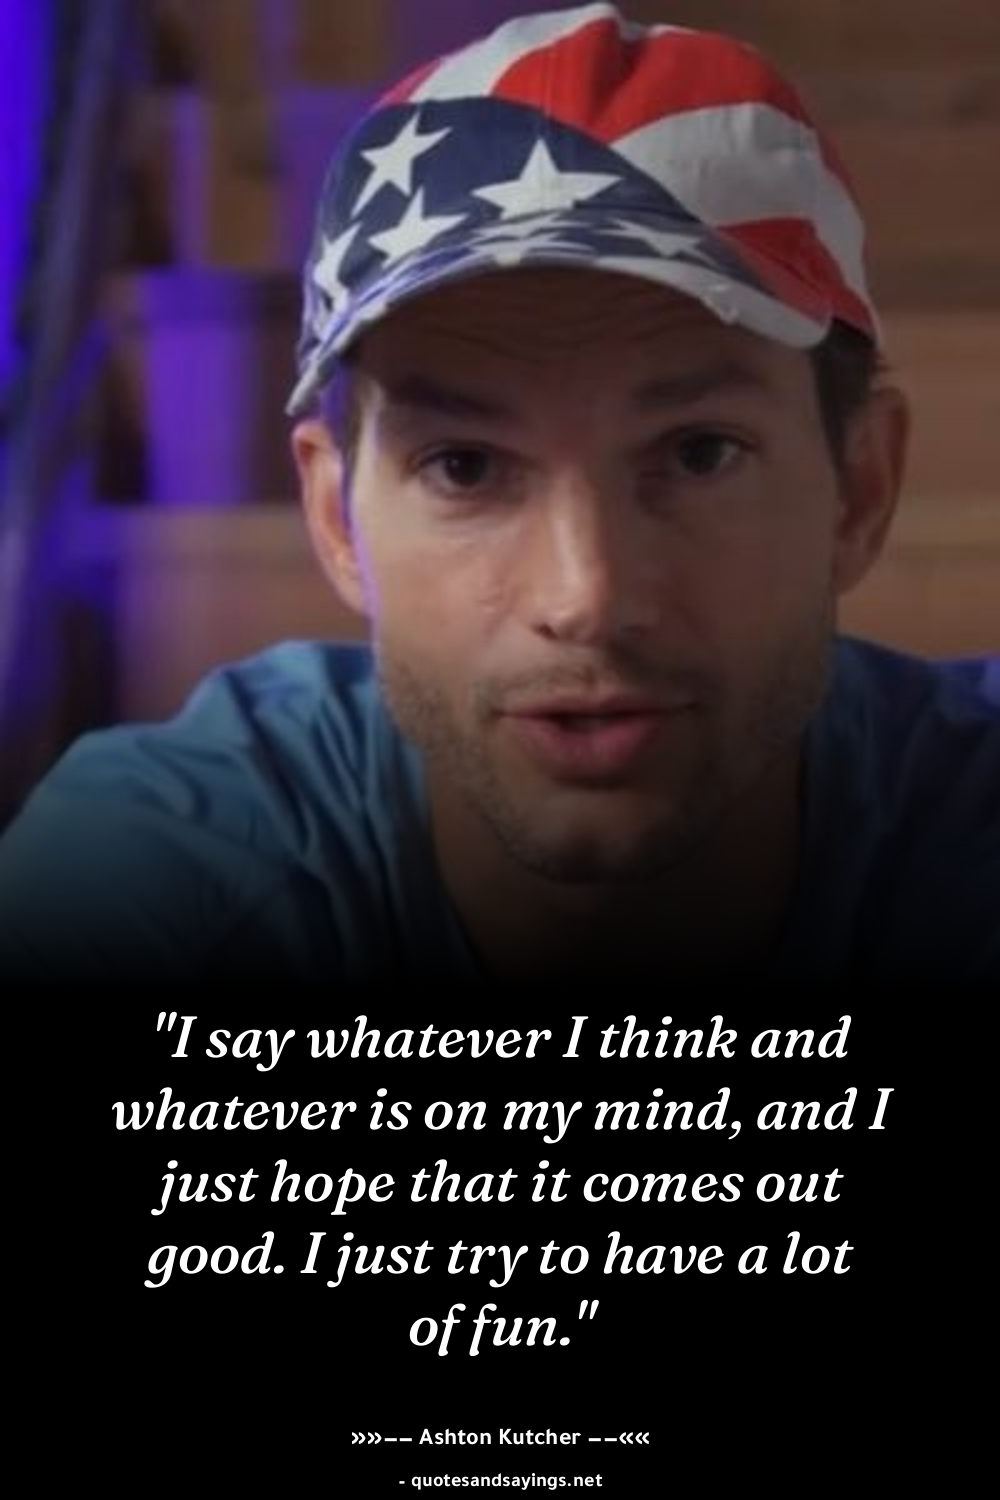 "I say whatever I think and
whatever is on my mind, and I
just hope that it comes out
good. I just try to have a lot
of fun."
»»–– Ashton Kutcher ––««
- quotesandsayings.net